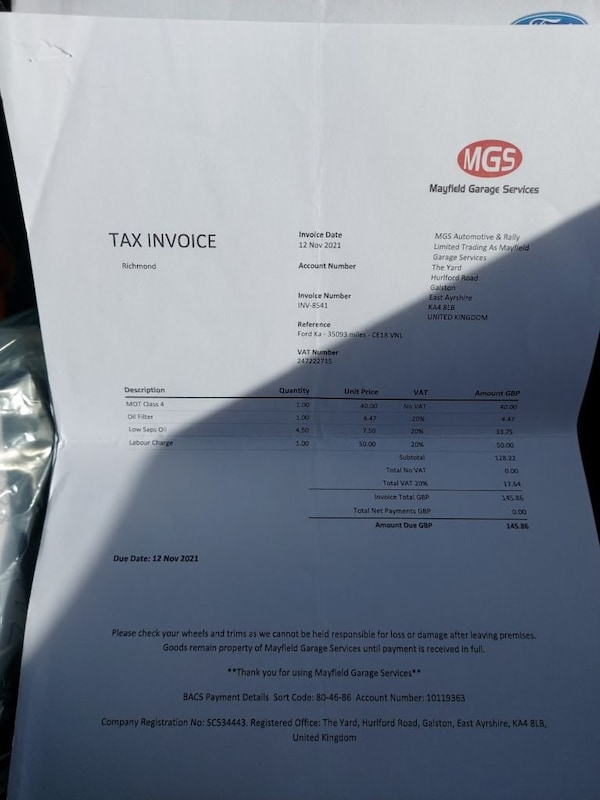 Ford
MGS
Mayfield Garage Services
TAX INVOICE
Richmond
Invoice Date
12 Nov 2021
Account Number
Invoice Number
INV-8541
Reference
Ford Ka - 35093 miles - CE18 VNL
VAT Number
247222715
MGS Automotive & Rally
Limited Trading As Mayfield
Garage Services
The Yard
Hurlford Road
Galston
East Ayrshire
KA4 8LB
UNITED KINGDOM
Description Quantity Unit Price VAT Amount GBP
MOT Class 4 1.00 40.00 No VAT 40.00
Oil Filter 1.00 4.47 20% 4.47
Low Saps Oil 4.50 7.50 20% 33.75
Labour Charge 1.00 50.00 20% 50.00
Subtotal 128.22
Total No VAT 0.00
Total VAT 20% 17.64
Invoice Total GBP 145.86
Total Net Payments GBP 0.00
Amount Due GBP 145.86
Due Date: 12 Nov 2021
Please check your wheels and trims as we cannot be held responsible for loss or damage after leaving premises.
Goods remain property of Mayfield Garage Services until payment is received in full.
**Thank you for using Mayfield Garage Services**
BACS Payment Details Sort Code: 80-46-86 Account Number: 10119363
Company Registration No: SC534443. Registered Office: The Yard, Hurlford Road, Galston, East Ayrshire, KA4 8LB,
United Kingdom